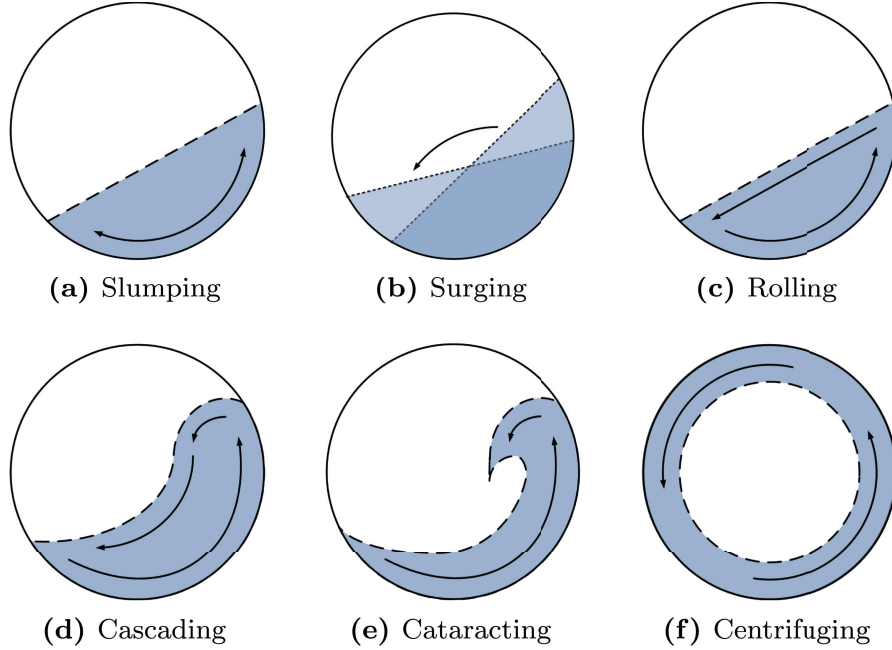 (a) Slumping
(b) Surging
(c) Rolling
(d) Cascading
(e) Cataracting
(f) Centrifuging